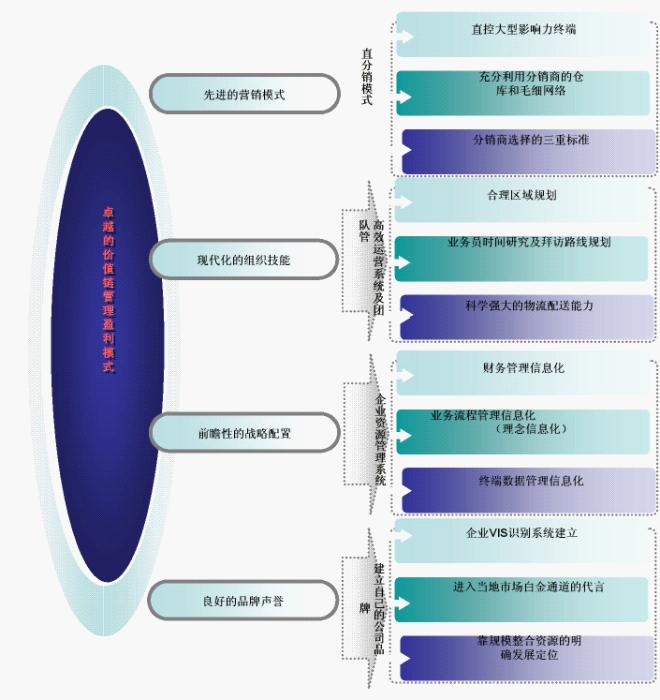 卓越的价值链管理盈利模式
先进的营销模式
直分销模式
直控大型影响力终端
充分利用分销商的仓
库和毛细网络
分销商选择的三重标准
现代化的组织技能
高效运营系统及团
队管
合理区域规划
业务员时间研究及拜访路线规划
科学强大的物流配送能力
前瞻性的战略配置
企业资源管理系统
财务管理信息化
业务流程管理信息化
（理念信息化）
终端数据管理信息化
良好的品牌声誉
建立自己的公司品
牌
企业VIS识别系统建立
进入当地市场白金通道的代言
靠规模整合资源的明
确发展定位